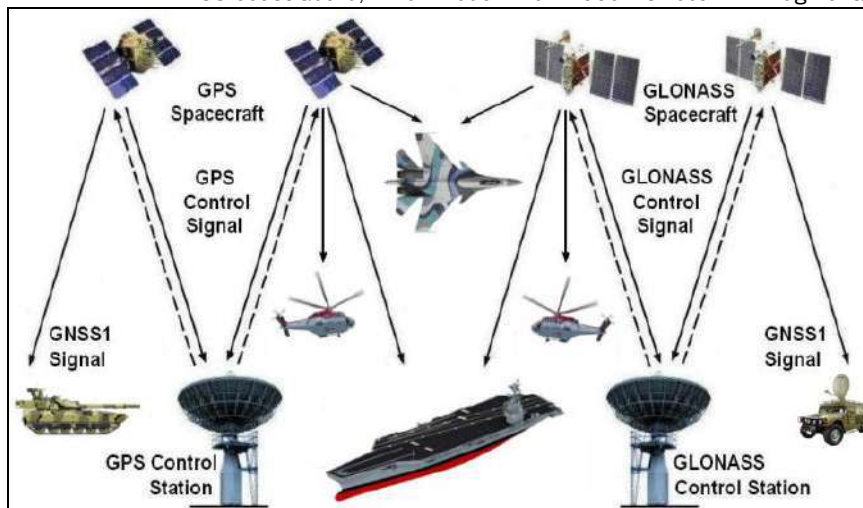 GPS
Spacecraft
GLONASS
Spacecraft
GPS
Control
Signal
GLONASS
Control
Signal
GNSS1
Signal
GNSS1
Signal
GPS Control
Station
GLONASS
Control Station